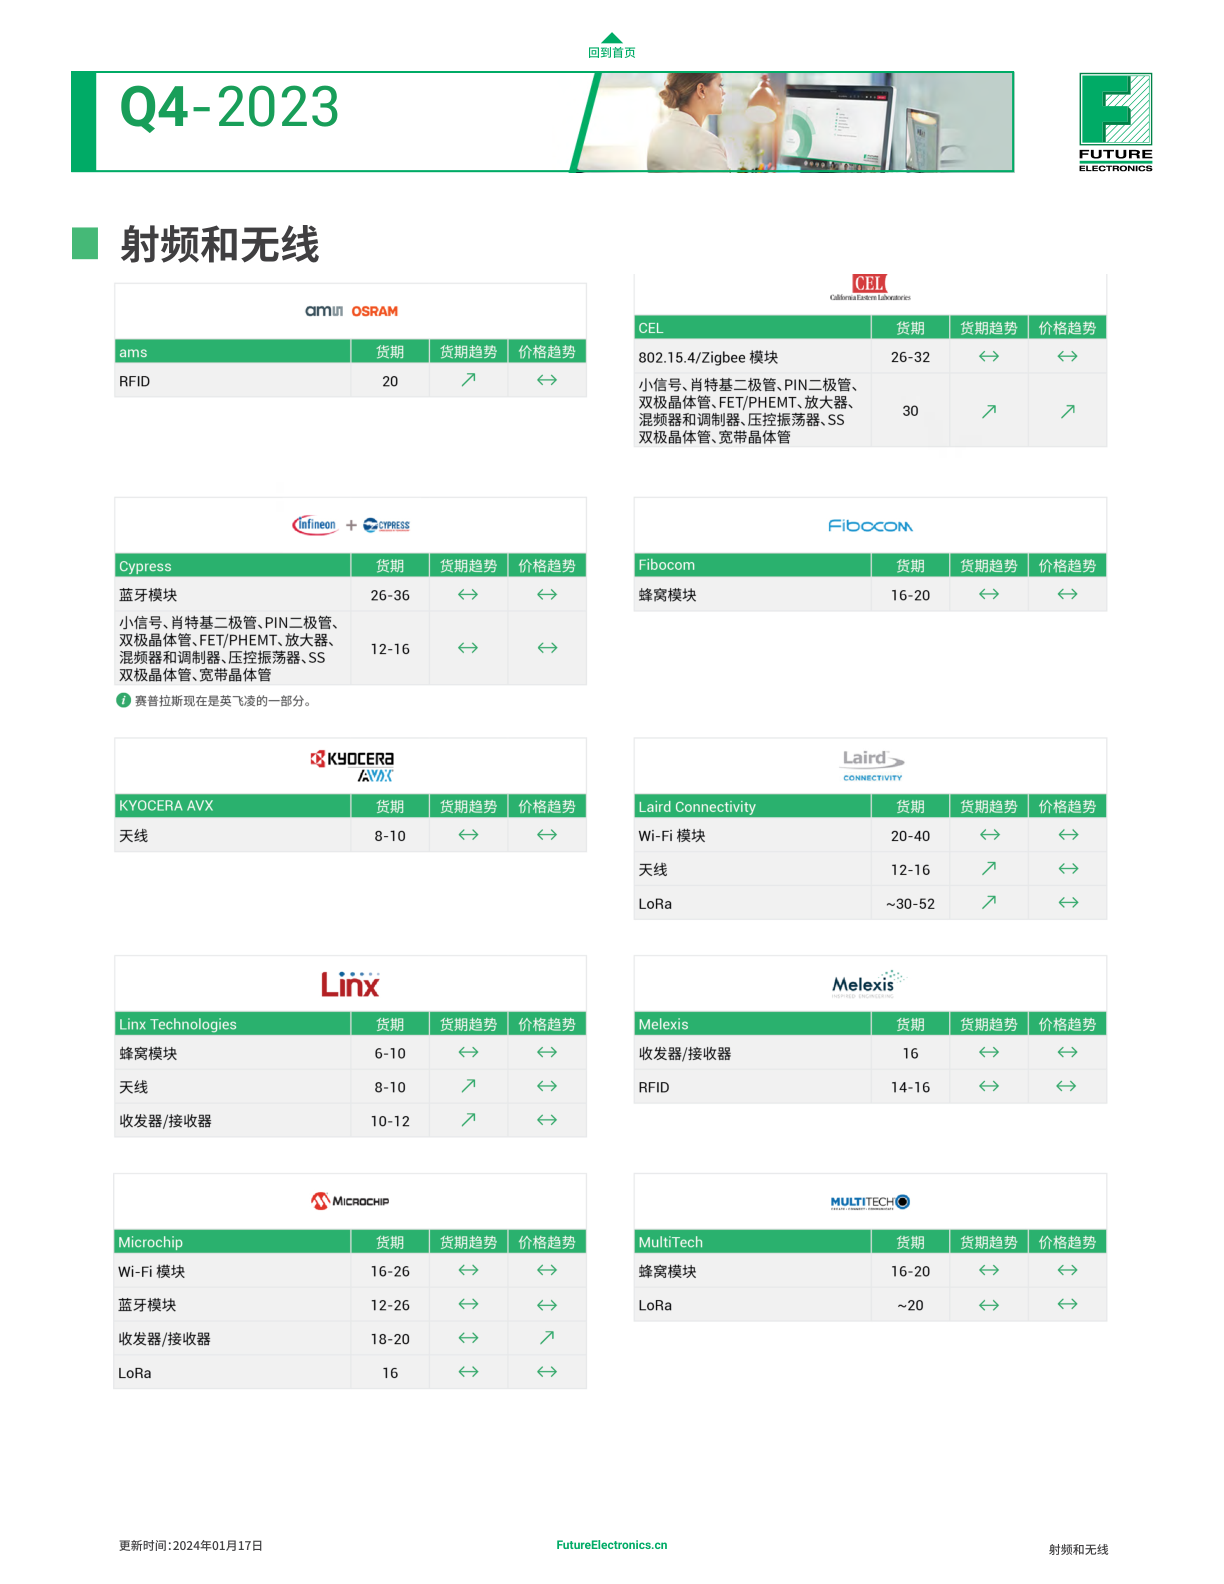 回到首页
Q4-2023
FUTURE
ELECTRONICS
射频和无线
amu OSRAM
ams 货期 货期趋势 价格趋势
RFID 20
CEL
California Eastern Laboratories
CEL 货期 货期趋势 价格趋势
802.15.4/Zigbee 模块 26-32
小信号、肖特基二极管、PIN二极管、
双极晶体管、FET/PHEMT、放大器、
混频器和调制器、压控振荡器、SS
双极晶体管、宽带晶体管 30
Infineon + CYPRESS
Cypress 货期 货期趋势 价格趋势
蓝牙模块 26-36
小信号、肖特基二极管、PIN二极管、
双极晶体管、FET/PHEMT、放大器、
混频器和调制器、压控振荡器、SS
双极晶体管、宽带晶体管 12-16
i 赛普拉斯现在是英飞凌的一部分。
Fibocom
Fibocom 货期 货期趋势 价格趋势
蜂窝模块 16-20
KYOCERA
AVX
KYOCERA AVX 货期 货期趋势 价格趋势
天线 8-10
Laird
CONNECTIVITY
Laird Connectivity 货期 货期趋势 价格趋势
Wi-Fi 模块 20-40
天线 12-16
LoRa ~30-52
Linx
Linx Technologies 货期 货期趋势 价格趋势
蜂窝模块 6-10
天线 8-10
收发器/接收器 10-12
Melexis
INSPIRED ENGINEERING
Melexis 货期 货期趋势 价格趋势
收发器/接收器 16
RFID 14-16
MICROCHIP
Microchip 货期 货期趋势 价格趋势
Wi-Fi 模块 16-26
蓝牙模块 12-26
收发器/接收器 18-20
LoRa 16
MULTITECH
MultiTech 货期 货期趋势 价格趋势
蜂窝模块 16-20
LoRa ~20
更新时间：2024年01月17日
FutureElectronics.cn
射频和无线